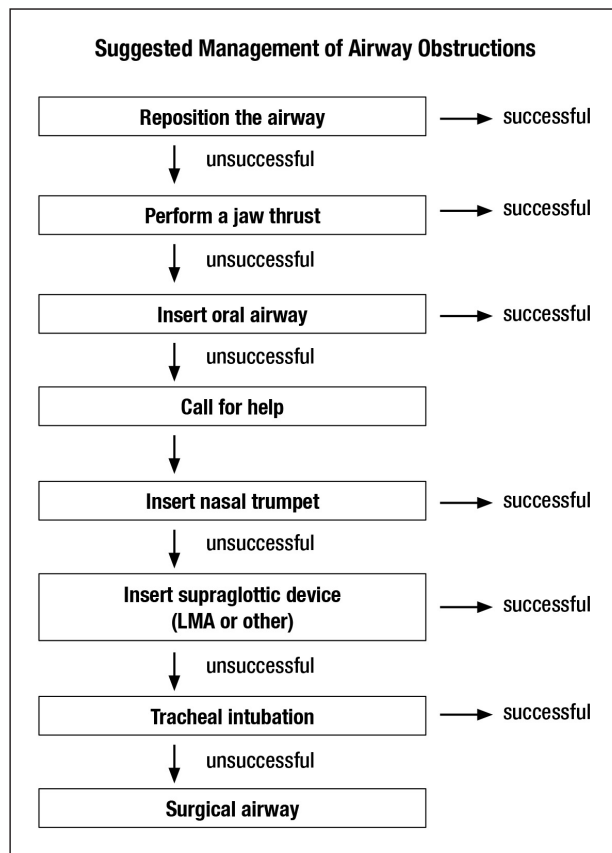 Suggested Management of Airway Obstructions
Reposition the airway
successful
unsuccessful
Perform a jaw thrust
successful
unsuccessful
Insert oral airway
successful
unsuccessful
Call for help
Insert nasal trumpet
successful
unsuccessful
Insert supraglottic device
(LMA or other)
successful
unsuccessful
Tracheal intubation
successful
unsuccessful
Surgical airway